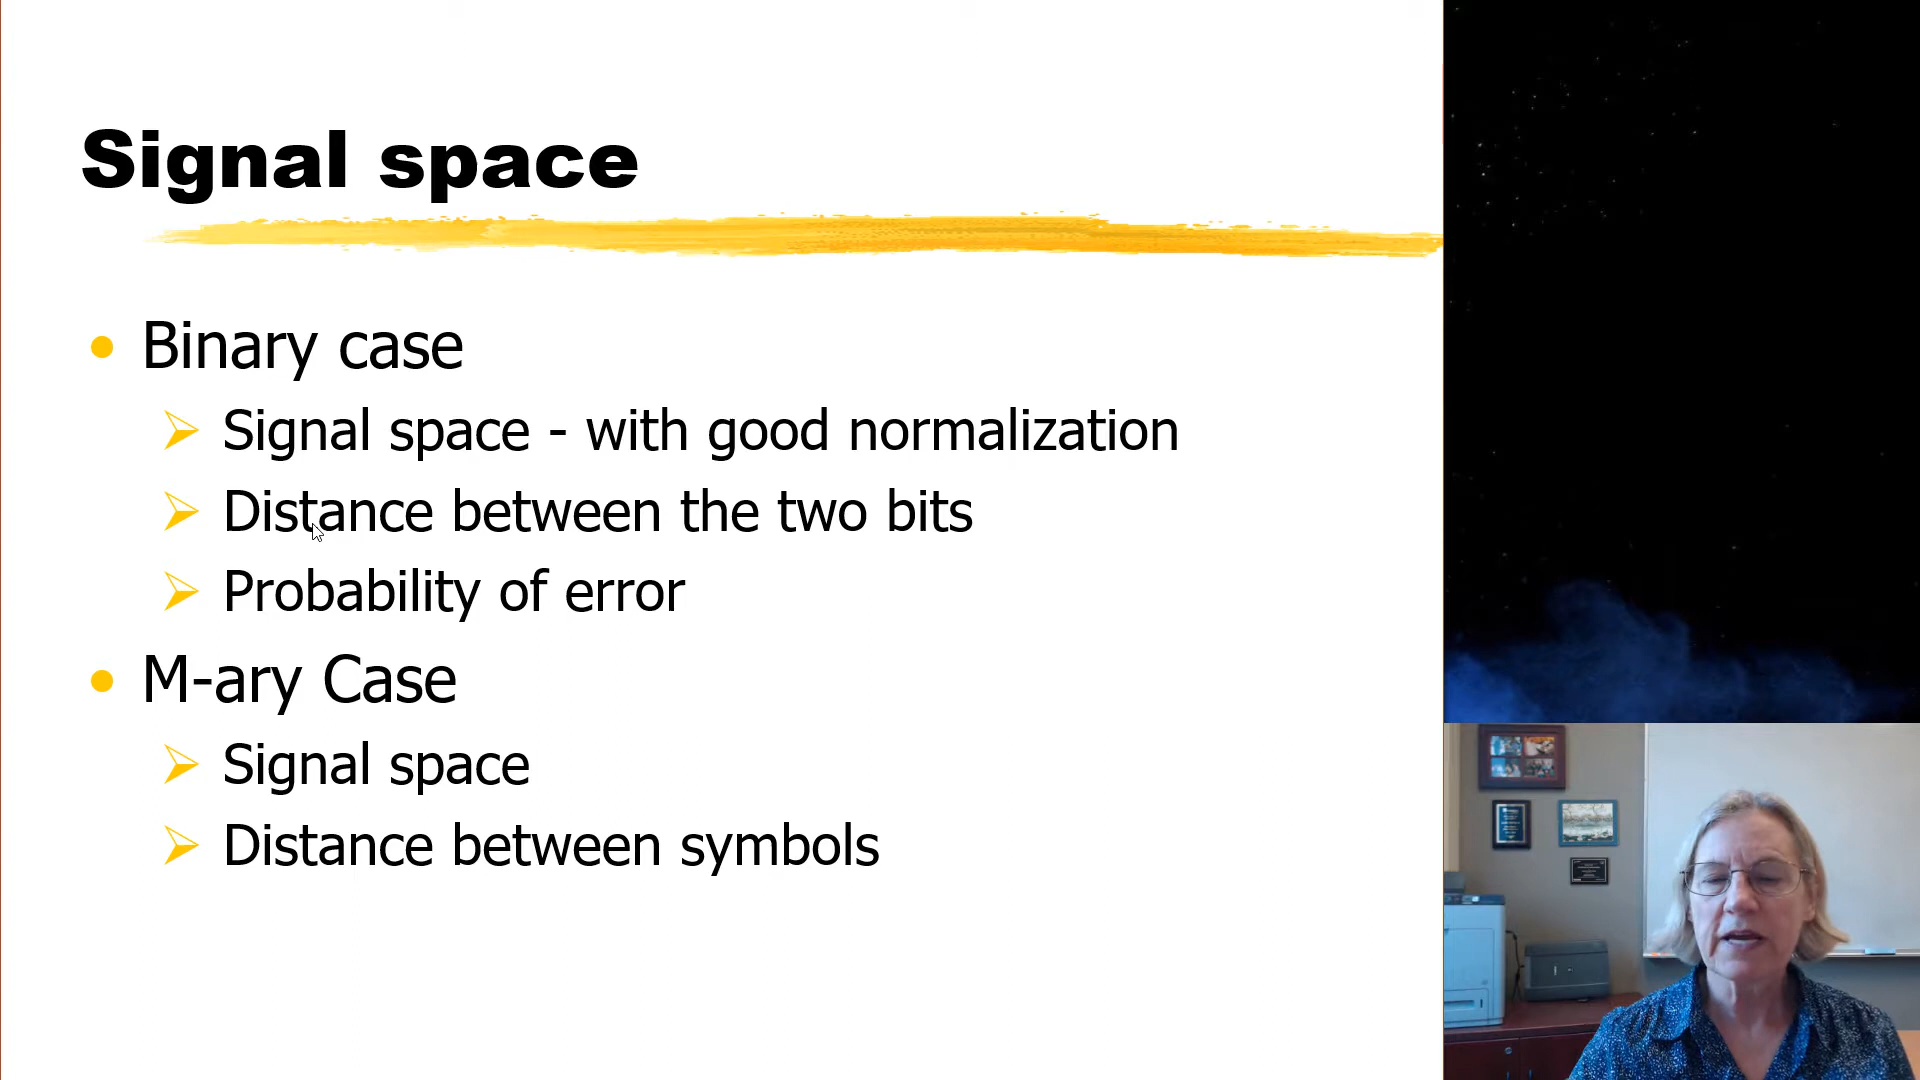 Signal space
Binary case
Signal space - with good normalization
Distance between the two bits
Probability of error
M-ary Case
Signal space
Distance between symbols